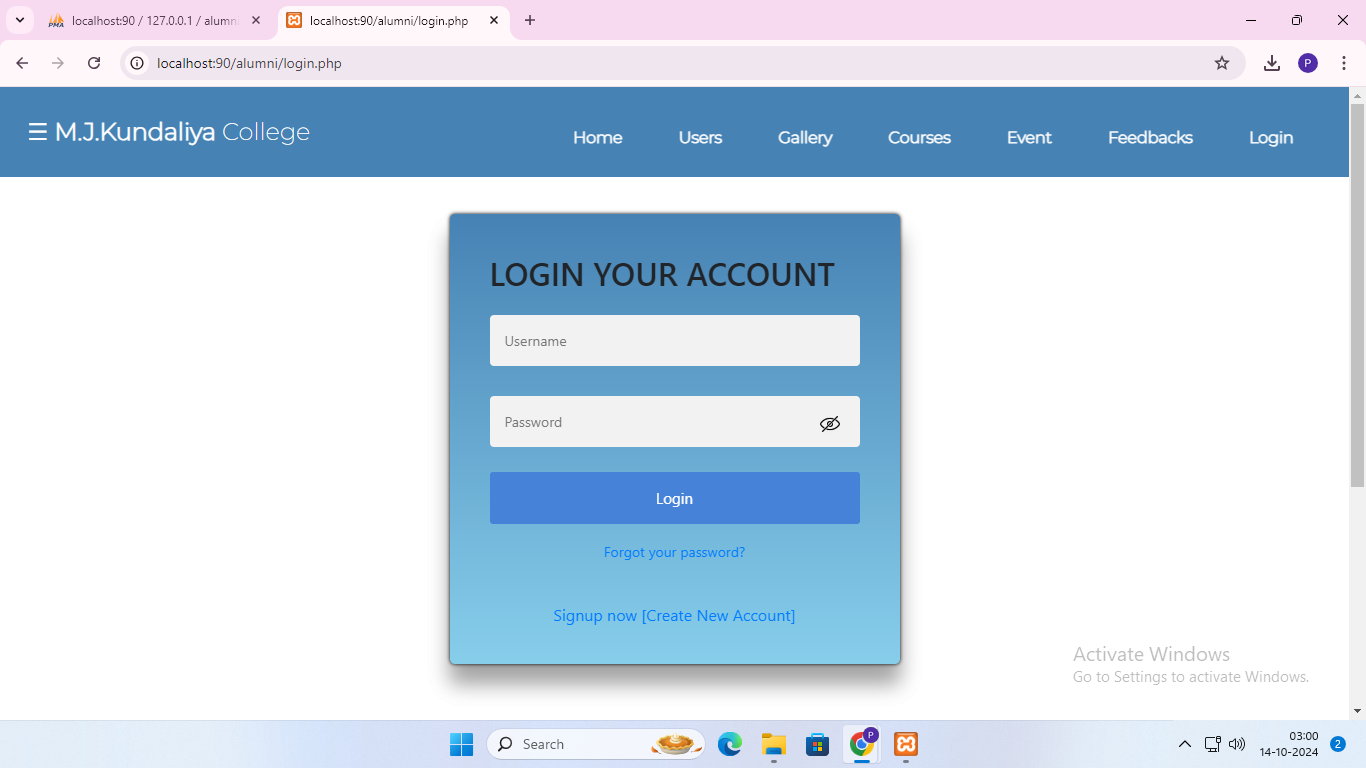 localhost:90 / 127.0.0.1 / alumn
localhost:90/alumni/login.php
localhost:90/alumni/login.php
P
☰ M.J.Kundaliya College
Home Users Gallery Courses Event Feedbacks Login
LOGIN YOUR ACCOUNT
Username
Password
Login
Forgot your password?
Signup now [Create New Account]
Activate Windows
Go to Settings to activate Windows.
Search
P
03:00
14-10-2024
2